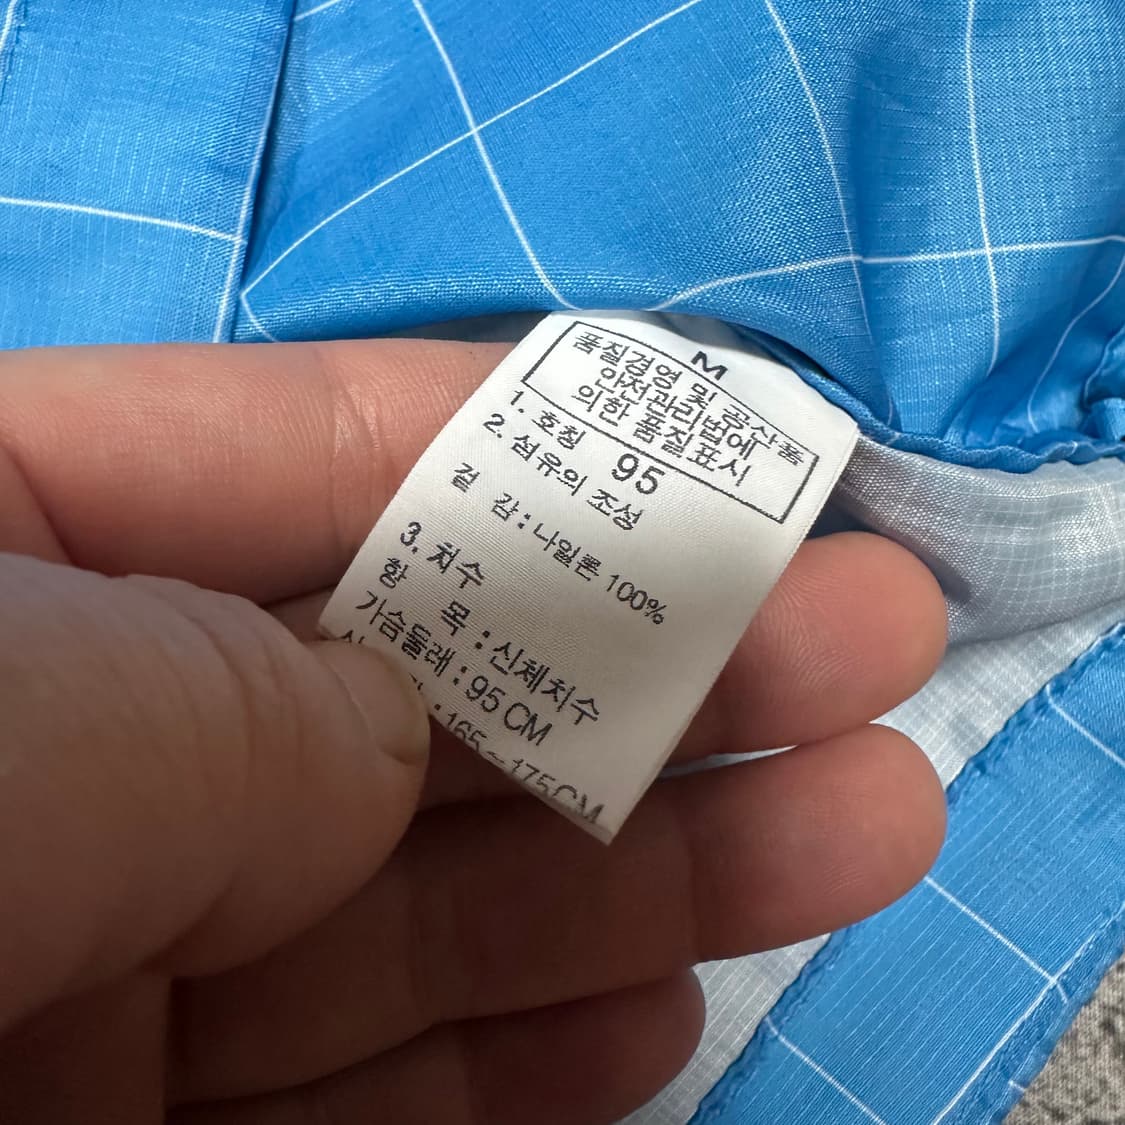 M
품질경영 및 공산품
안전관리법에
의한 품질표시
1. 호칭 95
2. 섬유의 조성
겉 감 : 나일론 100%
3. 치수
항 목 : 신체치수
가슴둘레 : 95 CM
: 165~175CM